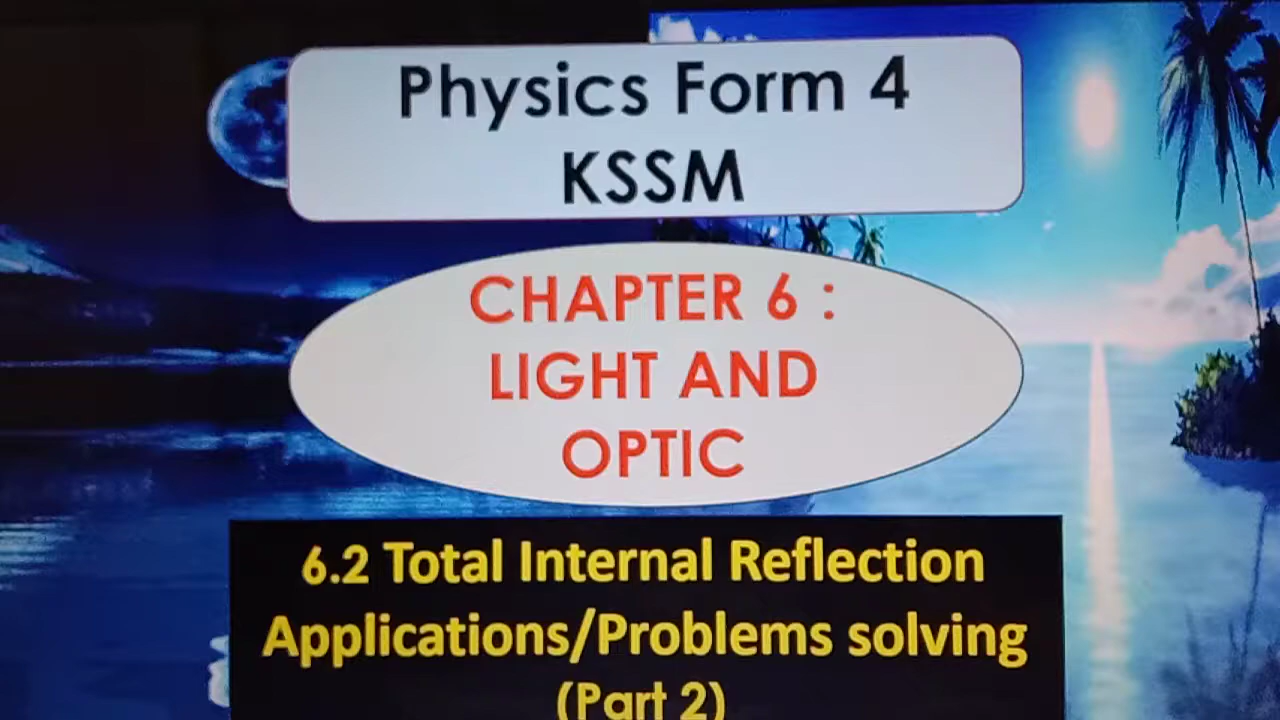 Physics Form 4
KSSM
CHAPTER 6 :
LIGHT AND
OPTIC
6.2 Total Internal Reflection
Applications/Problems solving
(Part 2)